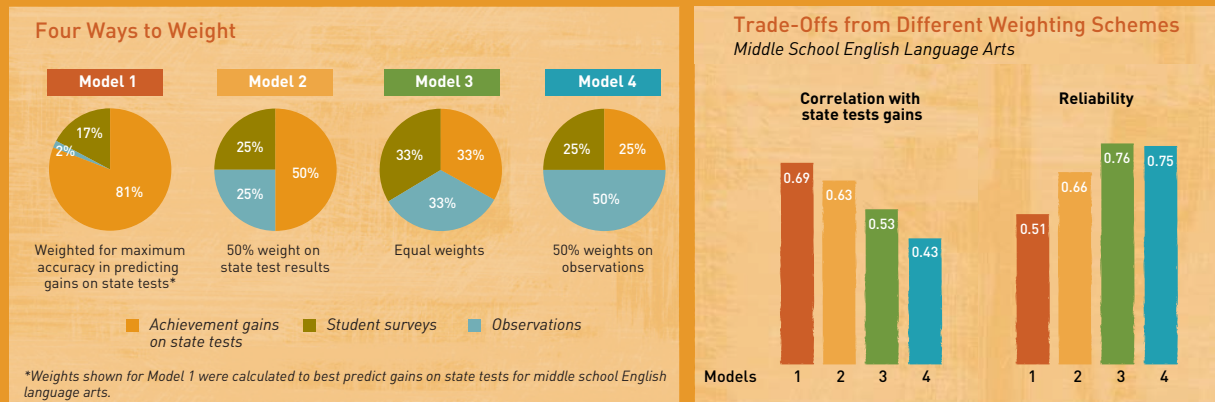 Four Ways to Weight
Model 1
Model 2
Model 3
Model 4
17%
2%
81%
25%
50%
25%
33%
33%
33%
25%
25%
50%
Weighted for maximum
accuracy in predicting
gains on state tests*
50% weight on
state test results
Equal weights
50% weights on
observations
Achievement gains
on state tests
Student surveys
Observations
*Weights shown for Model 1 were calculated to best predict gains on state tests for middle school English
language arts.
Trade-Offs from Different Weighting Schemes
Middle School English Language Arts
Correlation with
state tests gains
0.69
0.63
0.53
0.43
Reliability
0.51
0.66
0.76
0.75
Models 1 2 3 4 1 2 3 4